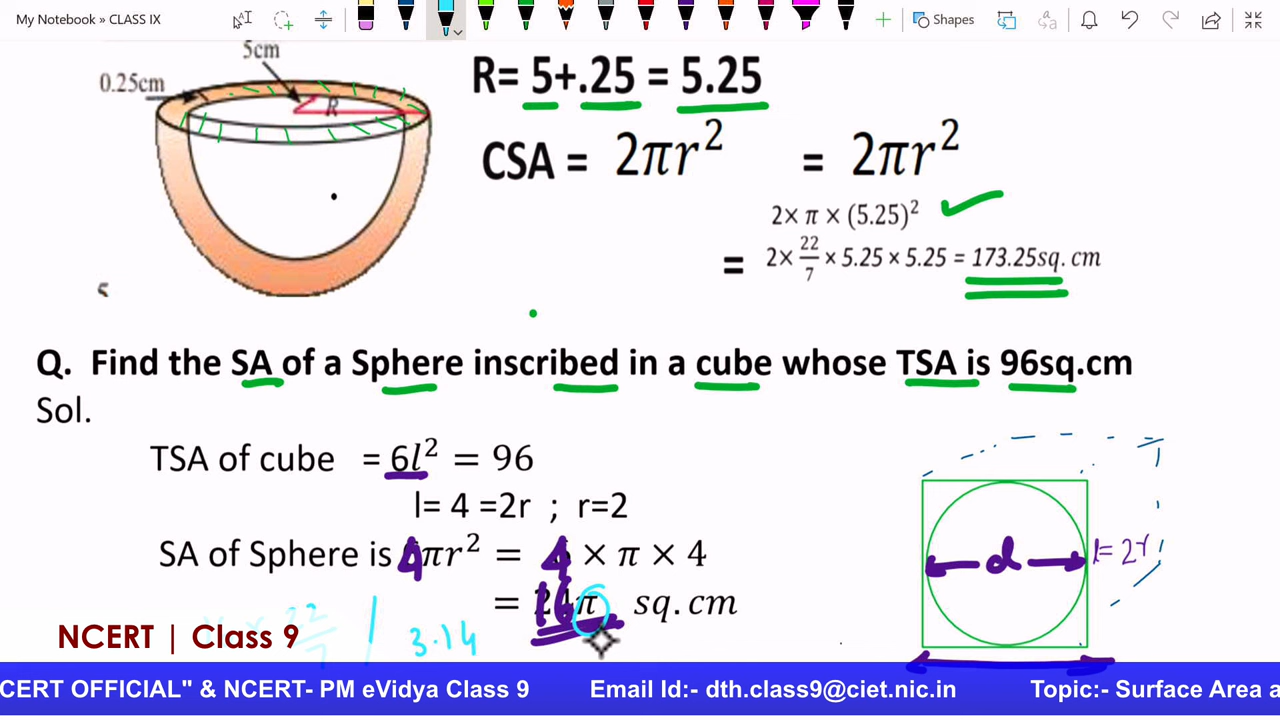 My Notebook » CLASS IX
Shapes
5cm
0.25cm
R
R= 5+.25 = 5.25
CSA = 2πr² = 2πr²
2× π × (5.25)²
= 2× 22/7 × 5.25 × 5.25 = 173.25sq. cm
Q. Find the SA of a Sphere inscribed in a cube whose TSA is 96sq.cm
Sol.
TSA of cube = 6l² = 96
l= 4 =2r ; r=2
SA of Sphere is 4πr² = 4 × π × 4
= 16π sq.cm
d
l= 2r
22/7
3.14
NCERT | Class 9
CERT OFFICIAL" & NCERT- PM eVidya Class 9 Email Id:- dth.class9@ciet.nic.in Topic:- Surface Area a